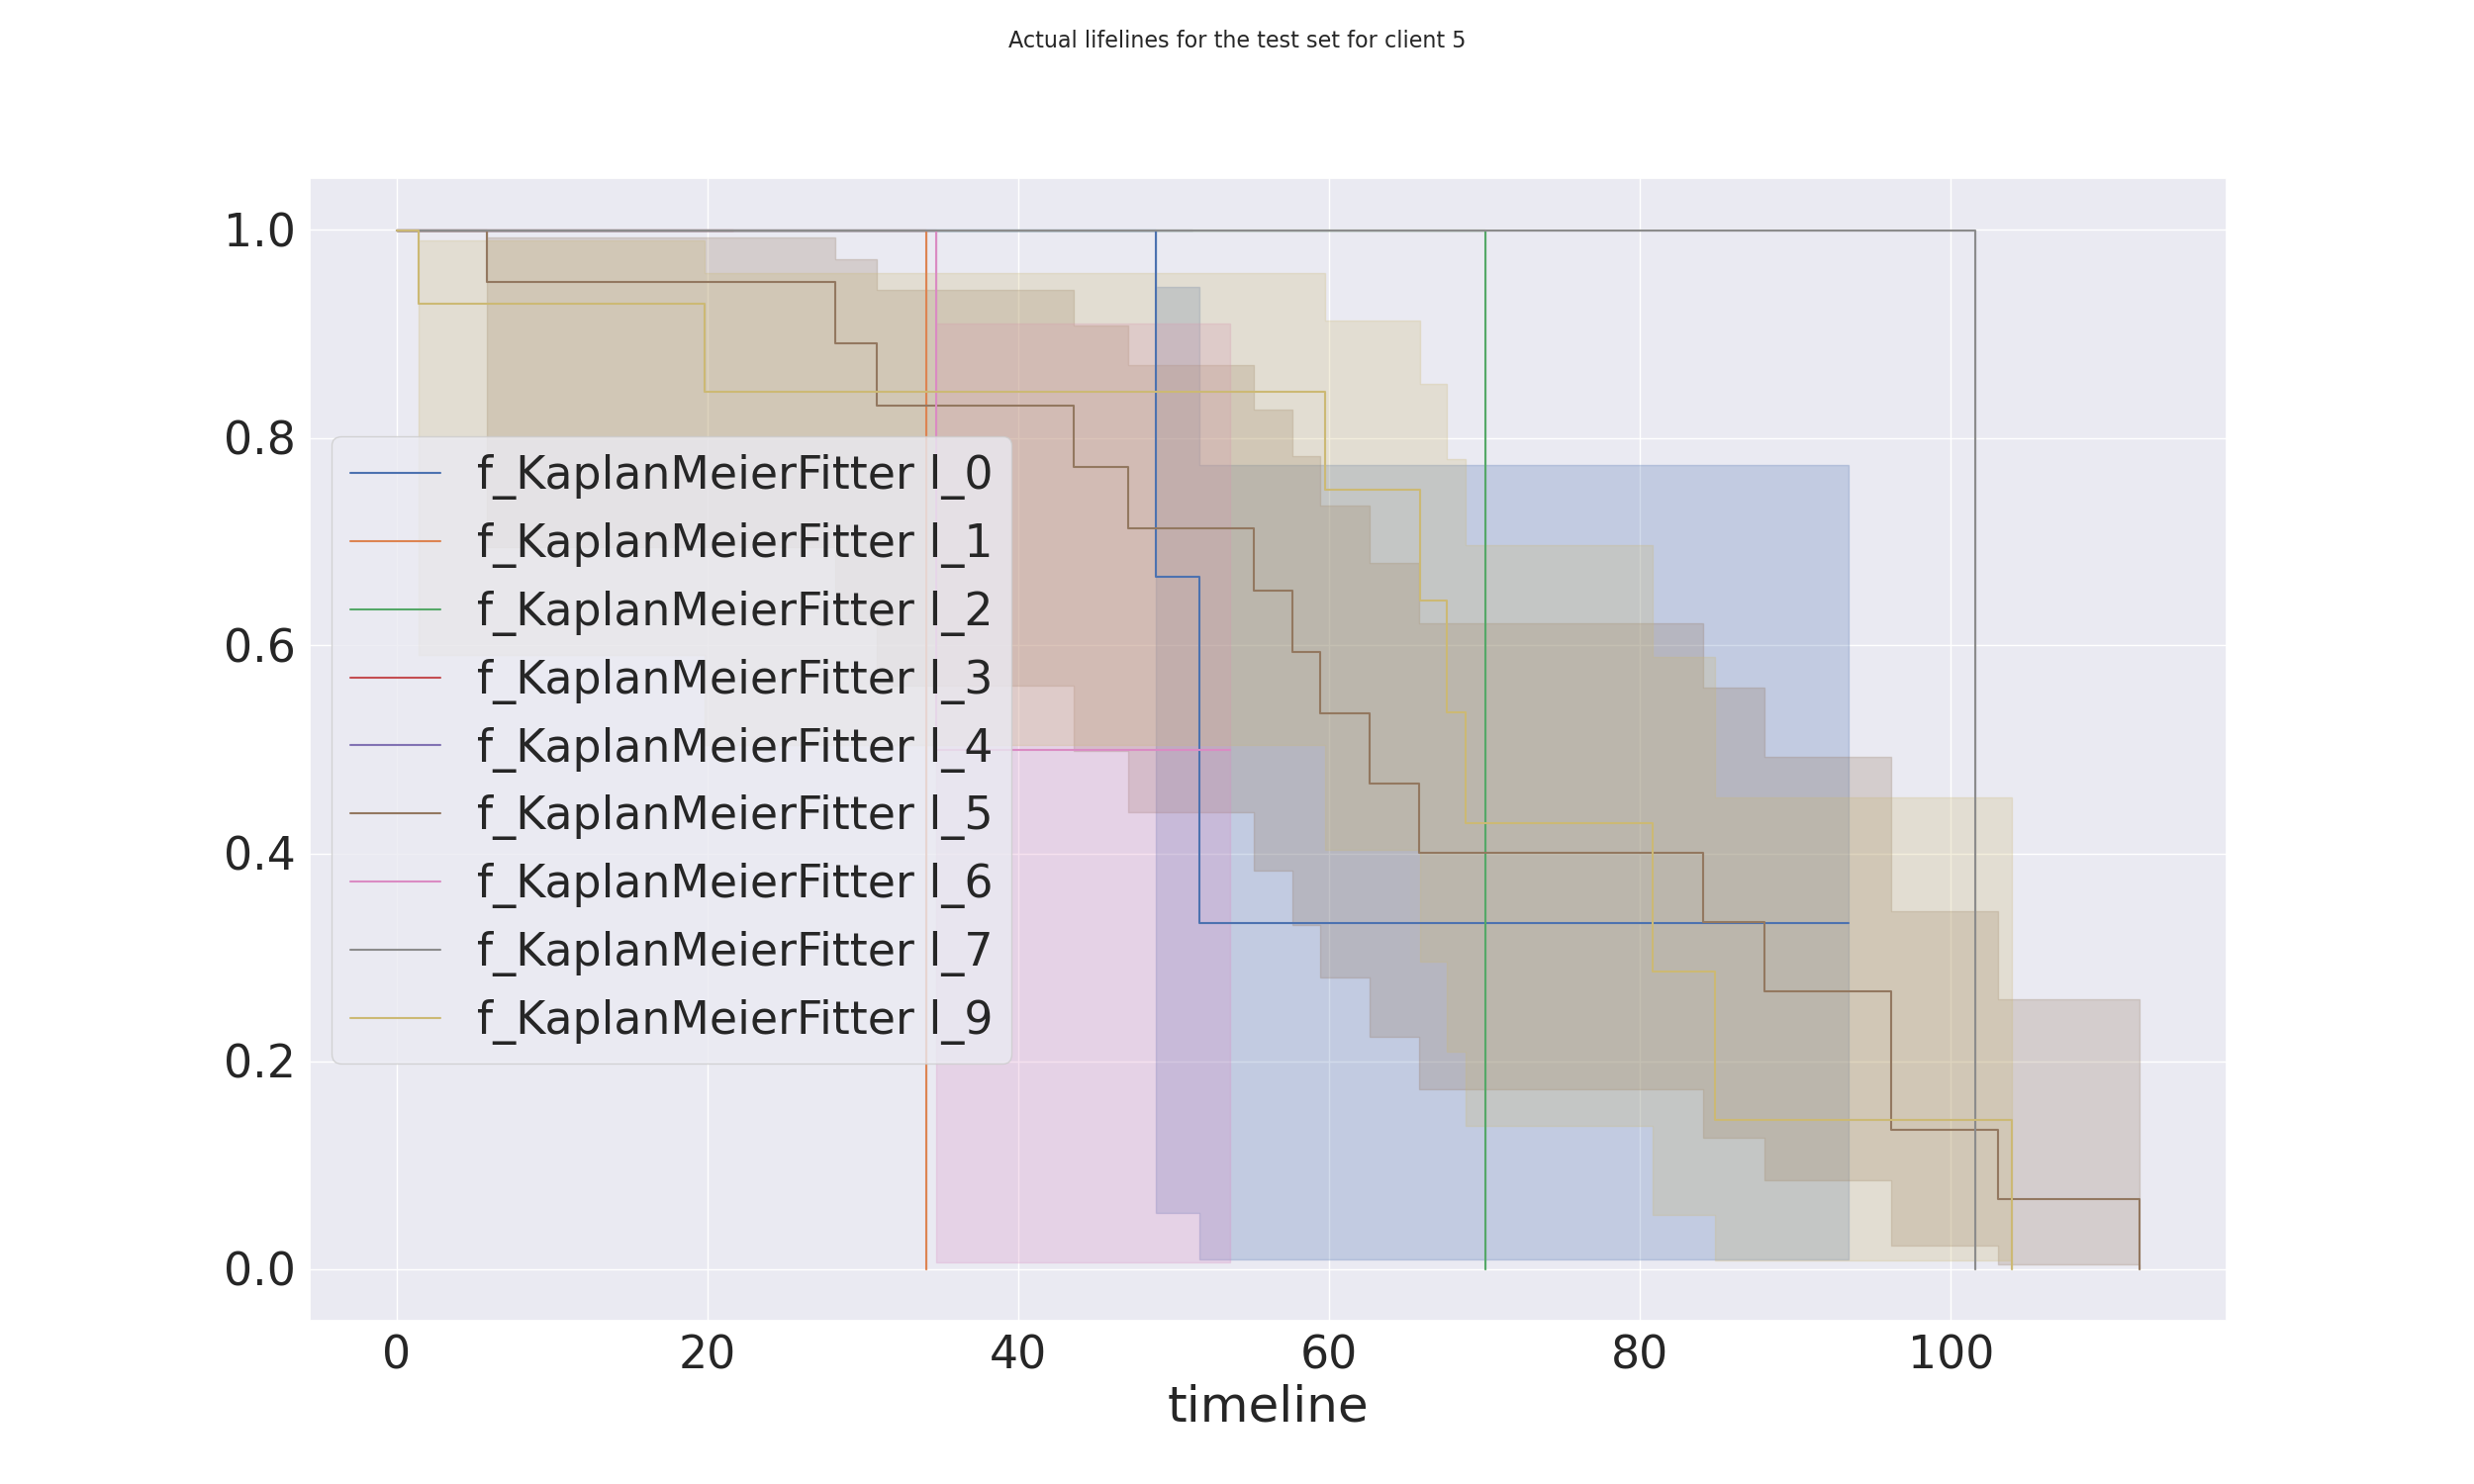 Actual lifelines for the test set for client 5
1.0
0.8
0.6
0.4
0.2
0.0
f_KaplanMeierFitter l_0
f_KaplanMeierFitter l_1
f_KaplanMeierFitter l_2
f_KaplanMeierFitter l_3
f_KaplanMeierFitter l_4
f_KaplanMeierFitter l_5
f_KaplanMeierFitter l_6
f_KaplanMeierFitter l_7
f_KaplanMeierFitter l_9
0 20 40 60 80 100
timeline